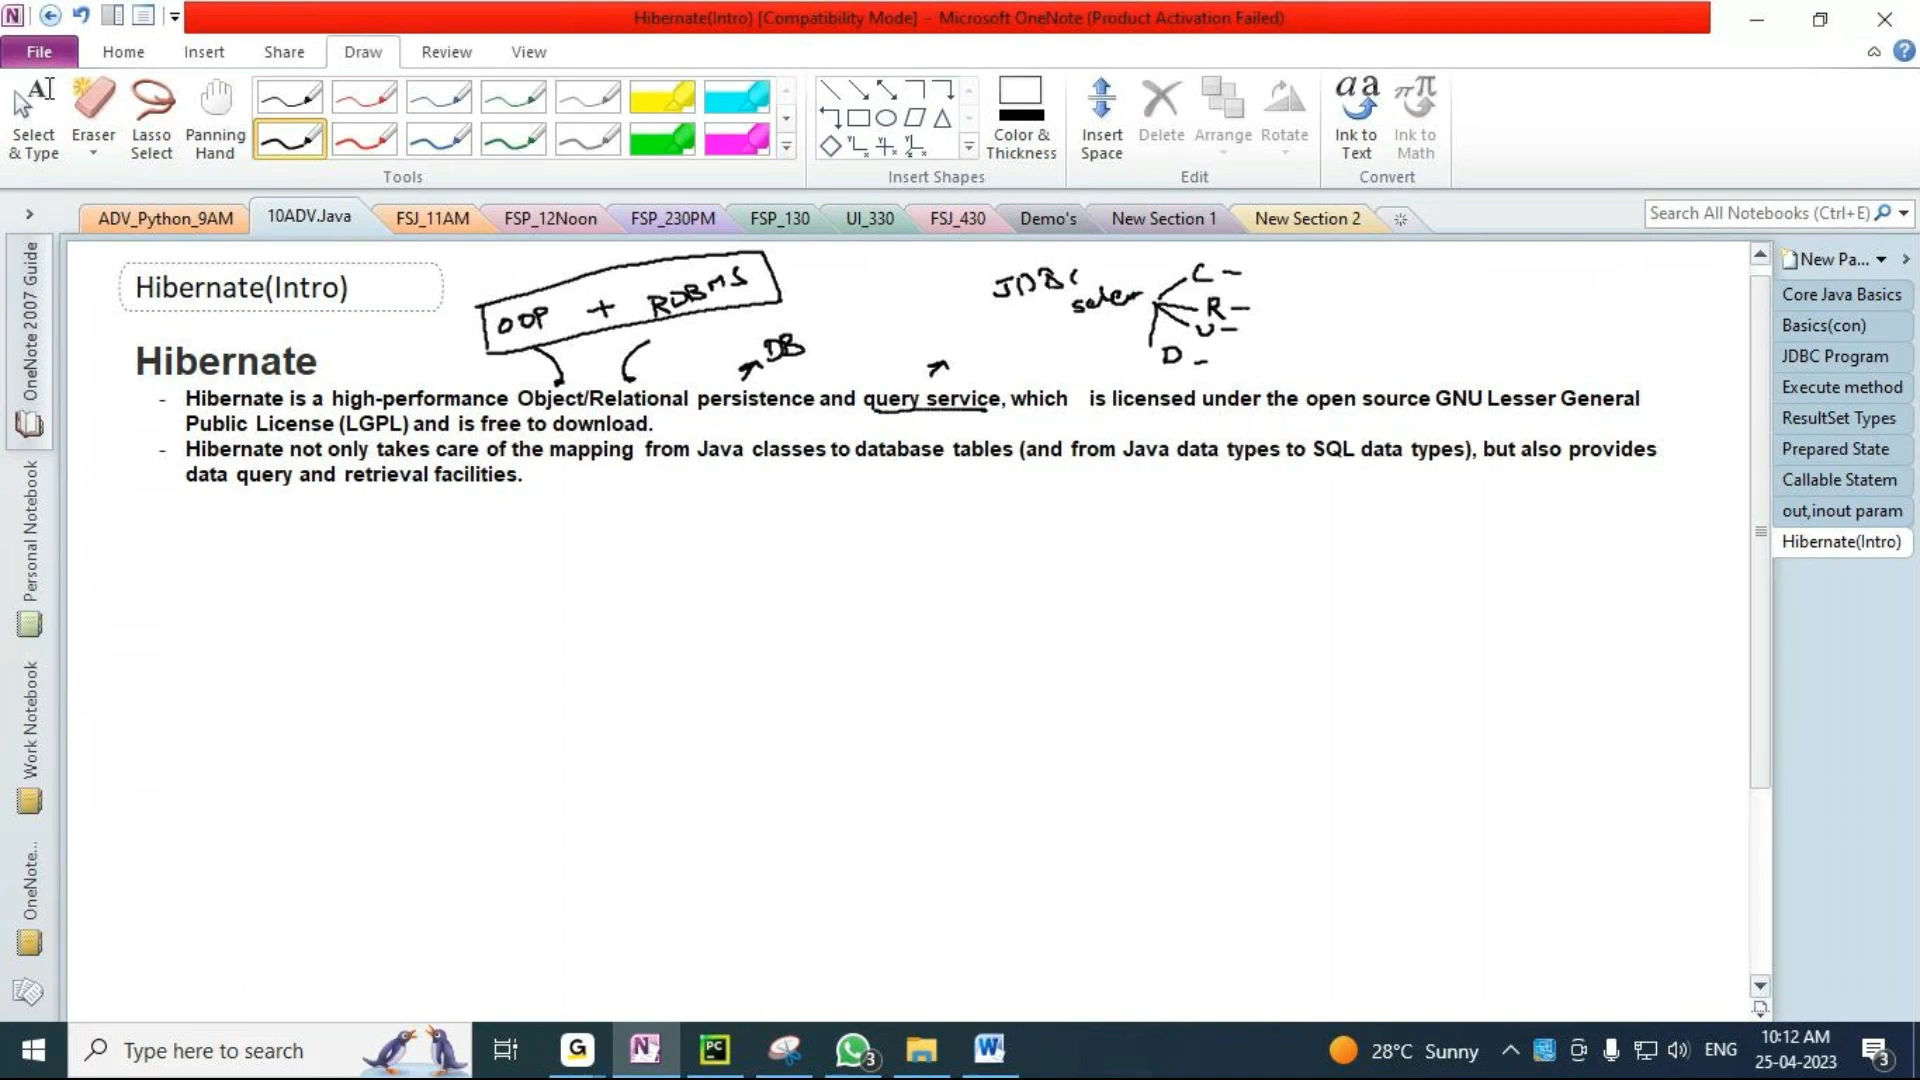 Hibernate(Intro) [Compatibility Mode] - Microsoft OneNote (Product Activation Failed)
File Home Insert Share Draw Review View
Select & Type
Eraser
Lasso Select
Panning Hand
Color & Thickness
Insert Space
Delete
Arrange
Rotate
Ink to Text
Ink to Math
Tools
Insert Shapes
Edit
Convert
ADV_Python_9AM 10ADV.Java FSJ_11AM FSP_12Noon FSP_230PM FSP_130 UI_330 FSJ_430 Demo's New Section 1 New Section 2
Search All Notebooks (Ctrl+E)
OneNote 2007 Guide
Personal Notebook
Work Notebook
OneNote...
Hibernate(Intro)
OOP + RDBMS
DB
JDBC
C -
R -
U -
D -
Hibernate
- Hibernate is a high-performance Object/Relational persistence and query service, which is licensed under the open source GNU Lesser General
Public License (LGPL) and is free to download.
- Hibernate not only takes care of the mapping from Java classes to database tables (and from Java data types to SQL data types), but also provides
data query and retrieval facilities.
New Pa...
Core Java Basics
Basics(con)
JDBC Program
Execute method
ResultSet Types
Prepared State
Callable Statem
out,inout param
Hibernate(Intro)
Type here to search
G
PC
3
28°C Sunny
ENG
10:12 AM
25-04-2023
3